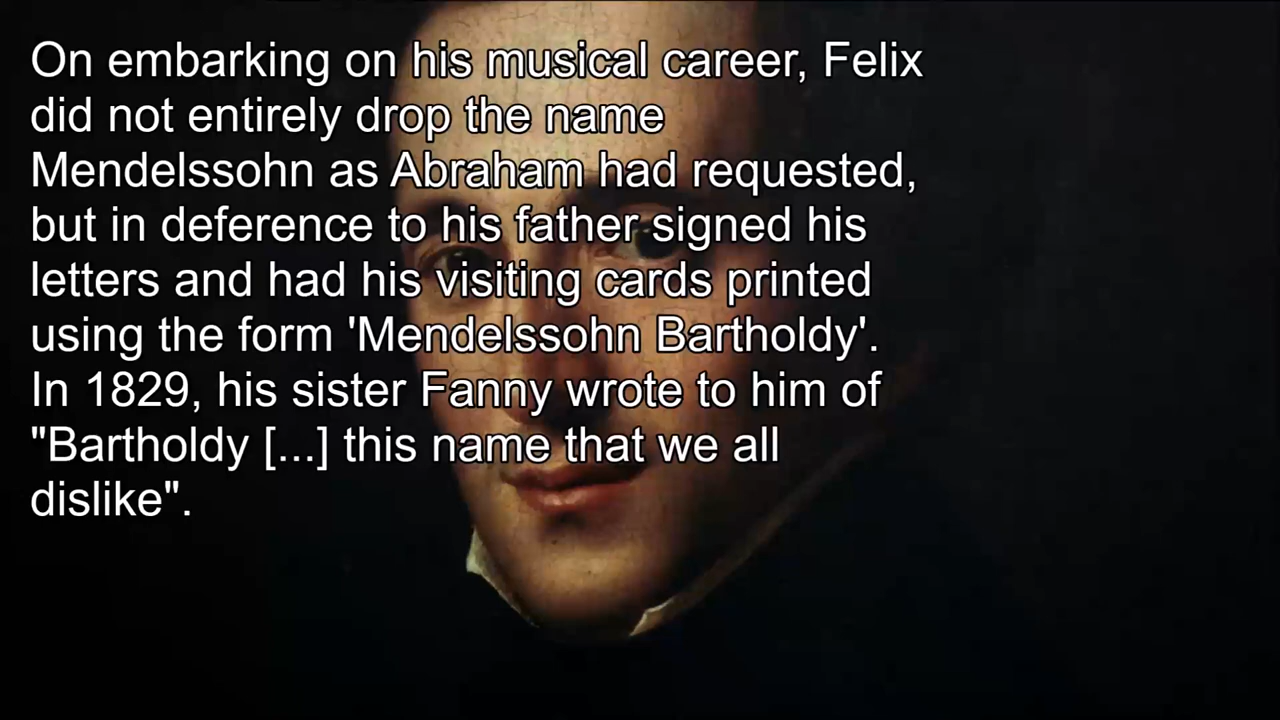 On embarking on his musical career, Felix
did not entirely drop the name
Mendelssohn as Abraham had requested,
but in deference to his father signed his
letters and had his visiting cards printed
using the form 'Mendelssohn Bartholdy'.
In 1829, his sister Fanny wrote to him of
"Bartholdy [...] this name that we all
dislike".